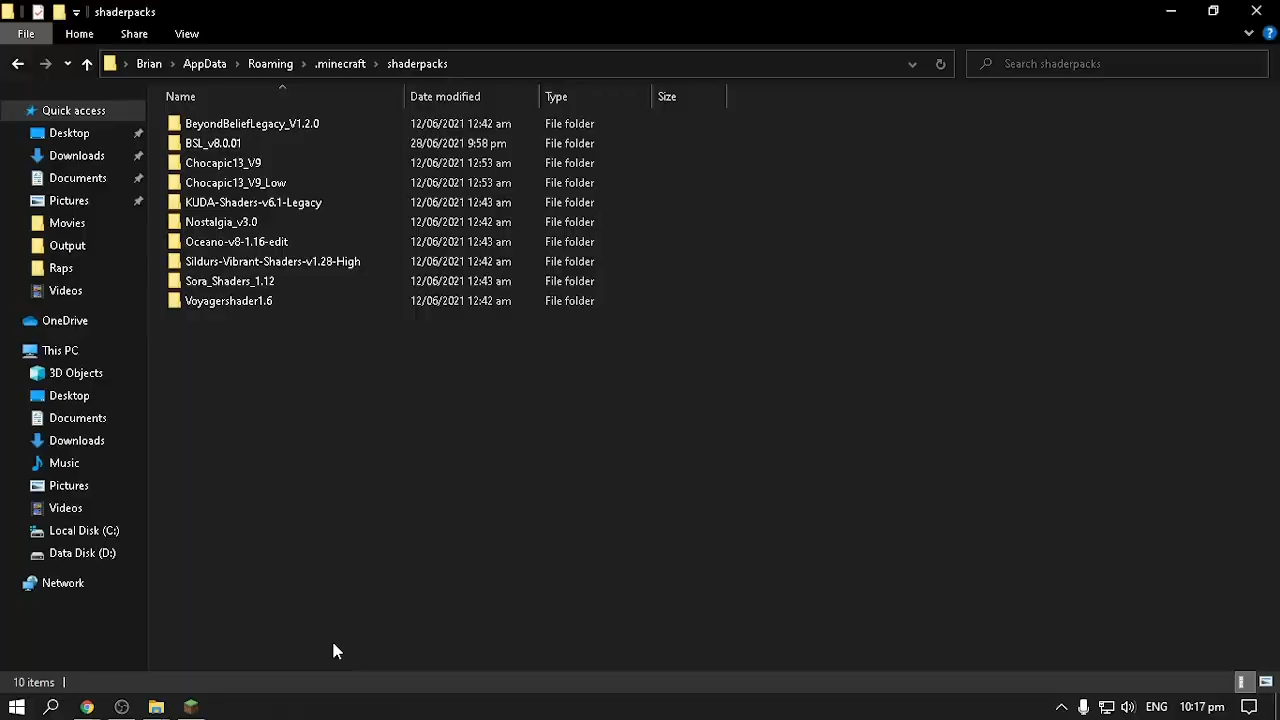 shaderpacks
File Home Share View
Brian AppData Roaming .minecraft shaderpacks Search shaderpacks
Name Date modified Type Size
Quick access
Desktop
Downloads
Documents
Pictures
Movies
Output
Raps
Videos
OneDrive
This PC
3D Objects
Desktop
Documents
Downloads
Music
Pictures
Videos
Local Disk (C:)
Data Disk (D:)
Network
BeyondBeliefLegacy_V1.2.0 12/06/2021 12:42 am File folder
BSL_v8.0.01 28/06/2021 9:58 pm File folder
Chocapic13_V9 12/06/2021 12:53 am File folder
Chocapic13_V9_Low 12/06/2021 12:53 am File folder
KUDA-Shaders-v6.1-Legacy 12/06/2021 12:43 am File folder
Nostalgia_v3.0 12/06/2021 12:42 am File folder
Oceano-v8-1.16-edit 12/06/2021 12:43 am File folder
Sildurs-Vibrant-Shaders-v1.28-High 12/06/2021 12:42 am File folder
Sora_Shaders_1.12 12/06/2021 12:43 am File folder
Voyagershader1.6 12/06/2021 12:42 am File folder
10 items
ENG 10:17 pm